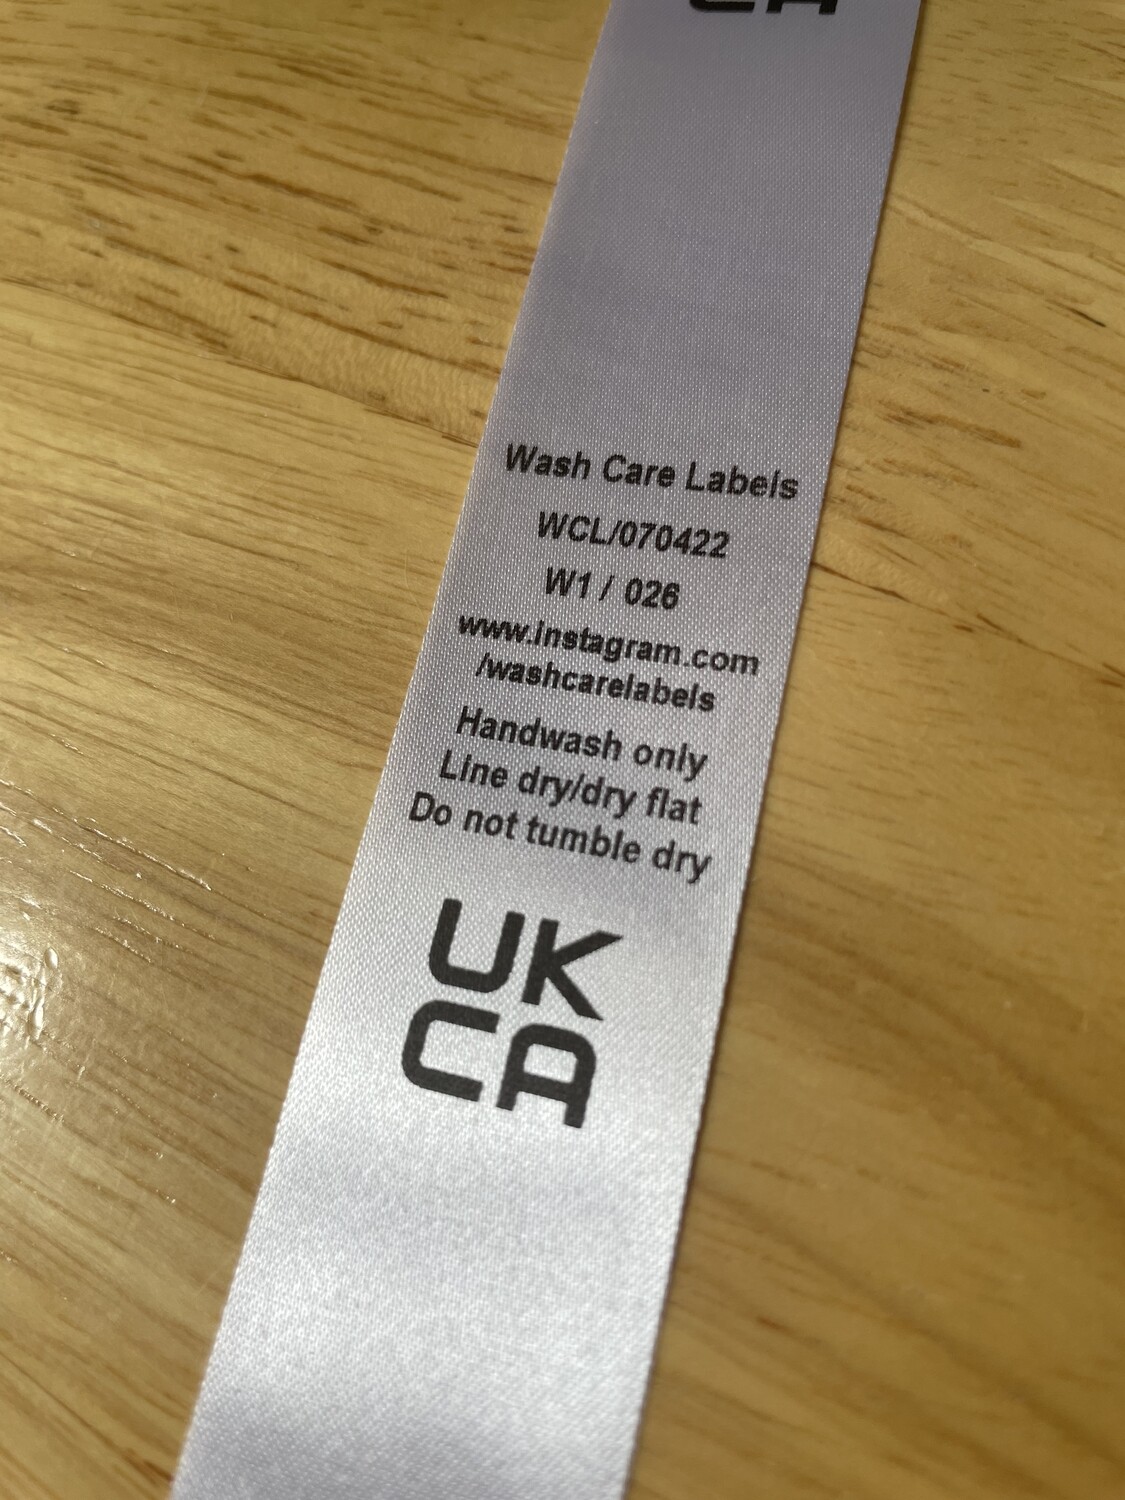 CA
Wash Care Labels
WCL/070422
W1 / 026
www.instagram.com
/washcarelabels
Handwash only
Line dry/dry flat
Do not tumble dry
UK
CA